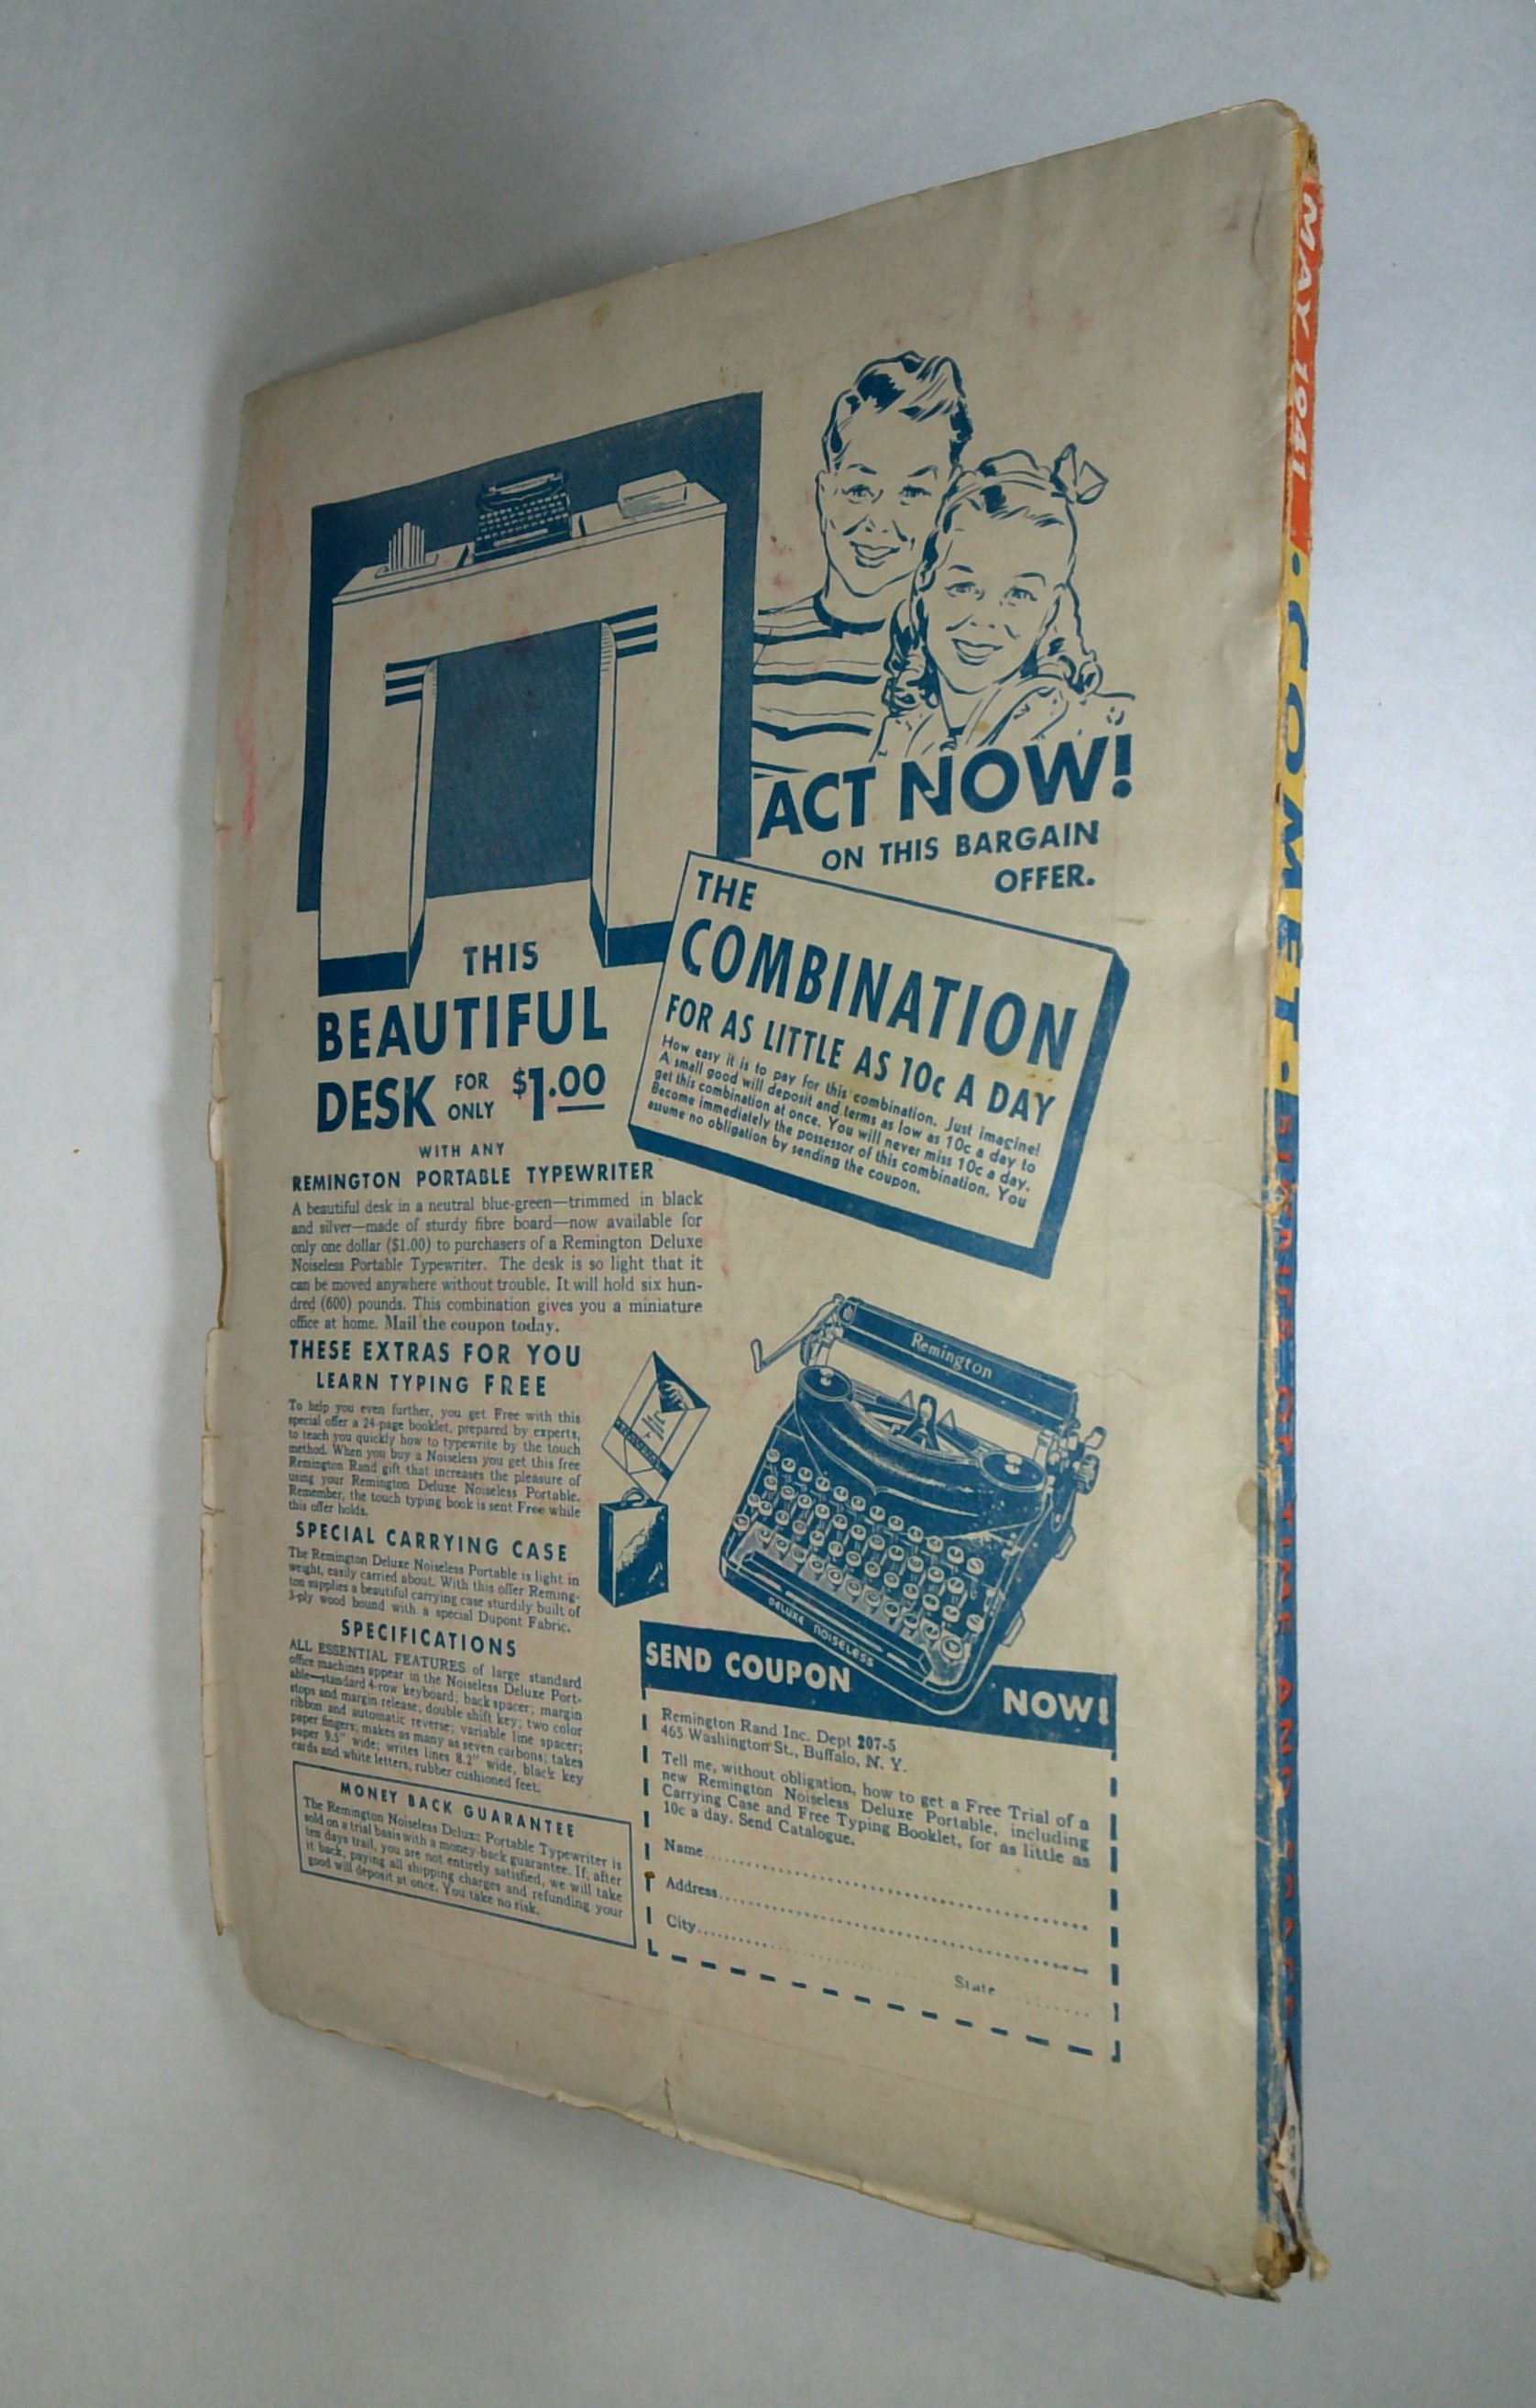 ACT NOW!
ON THIS BARGAIN
OFFER.
THE
COMBINATION
FOR AS LITTLE AS 10c A DAY
How easy it is to pay for this combination. Just imagine!
A small good will deposit and terms as low as 10c a day to
get this combination at once. You will never miss 10c a day.
Become immediately the possessor of this combination. You
assume no obligation by sending the coupon.
THIS
BEAUTIFUL
DESK FOR ONLY $1.00
WITH ANY
REMINGTON PORTABLE TYPEWRITER
A beautiful desk in a neutral blue-green—trimmed in black
and silver—made of sturdy fibre board—now available for
only one dollar ($1.00) to purchasers of a Remington Deluxe
Noiseless Portable Typewriter. The desk is so light that it
can be moved anywhere without trouble. It will hold six hun-
dred (600) pounds. This combination gives you a miniature
office at home. Mail the coupon today.
THESE EXTRAS FOR YOU
LEARN TYPING FREE
To help you even further, you get Free with this
special offer a 24-page booklet, prepared by experts,
to teach you quickly how to typewrite by the touch
method. When you buy a Noiseless you get this free
Remington Rand gift that increases the pleasure of
using your Remington Deluxe Noiseless Portable.
Remember, the touch typing book is sent Free while
this offer holds.
SPECIAL CARRYING CASE
The Remington Deluxe Noiseless Portable is light in
weight, easily carried about. With this offer Reming-
ton supplies a beautiful carrying case sturdily built of
3-ply wood bound with a special Dupont Fabric.
SPECIFICATIONS
ALL ESSENTIAL FEATURES of large standard
office machines appear in the Noiseless Deluxe Port-
able—standard 4-row keyboard; back spacer; margin
stops and margin release; double shift key; two color
ribbon and automatic reverse; variable line spacer;
paper fingers; makes as many as seven carbons; takes
paper 9.5" wide; writes lines 8.2" wide, black key
cards and white letters, rubber cushioned feet.
MONEY BACK GUARANTEE
The Remington Noiseless Deluxe Portable Typewriter is
sold on a trial basis with a money-back guarantee. If, after
ten days trail, you are not entirely satisfied, we will take
it back, paying all shipping charges and refunding your
good will deposit at once. You take no risk.
Remington
DELUXE NOISELESS
SEND COUPON
NOW!
Remington Rand Inc. Dept 207-5
465 Washington St., Buffalo, N. Y.
Tell me, without obligation, how to get a Free Trial of a
new Remington Noiseless Deluxe Portable, including
Carrying Case and Free Typing Booklet, for as little as
10c a day. Send Catalogue.
Name
Address
City
State
MAY 1941 • COMET • STRANGE OF TIME AND SPACE